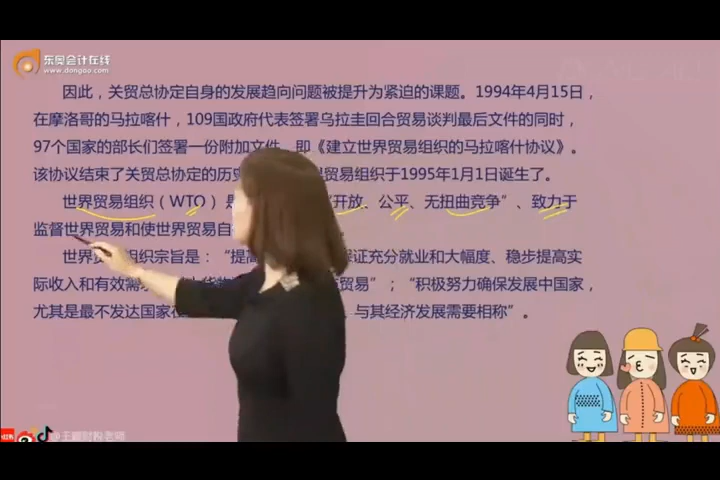 东奥会计在线
www.dongao.com
因此，关贸总协定自身的发展趋向问题被提升为紧迫的课题。1994年4月15日，
在摩洛哥的马拉喀什，109国政府代表签署乌拉圭回合贸易谈判最后文件的同时，
97个国家的部长们签署一份附加文件，即《建立世界贸易组织的马拉喀什协议》。
该协议结束了关贸总协定的历 贸易组织于1995年1月1日诞生了。
世界贸易组织（WTO）是 “开放、公平、无扭曲竞争”、致力于
监督世界贸易和使世界贸易自
世界贸 组织宗旨是：“提高 保证充分就业和大幅度、稳步提高实
际收入和有效需 贸易”；“积极努力确保发展中国家，
尤其是最不发达国家在 与其经济发展需要相称”。